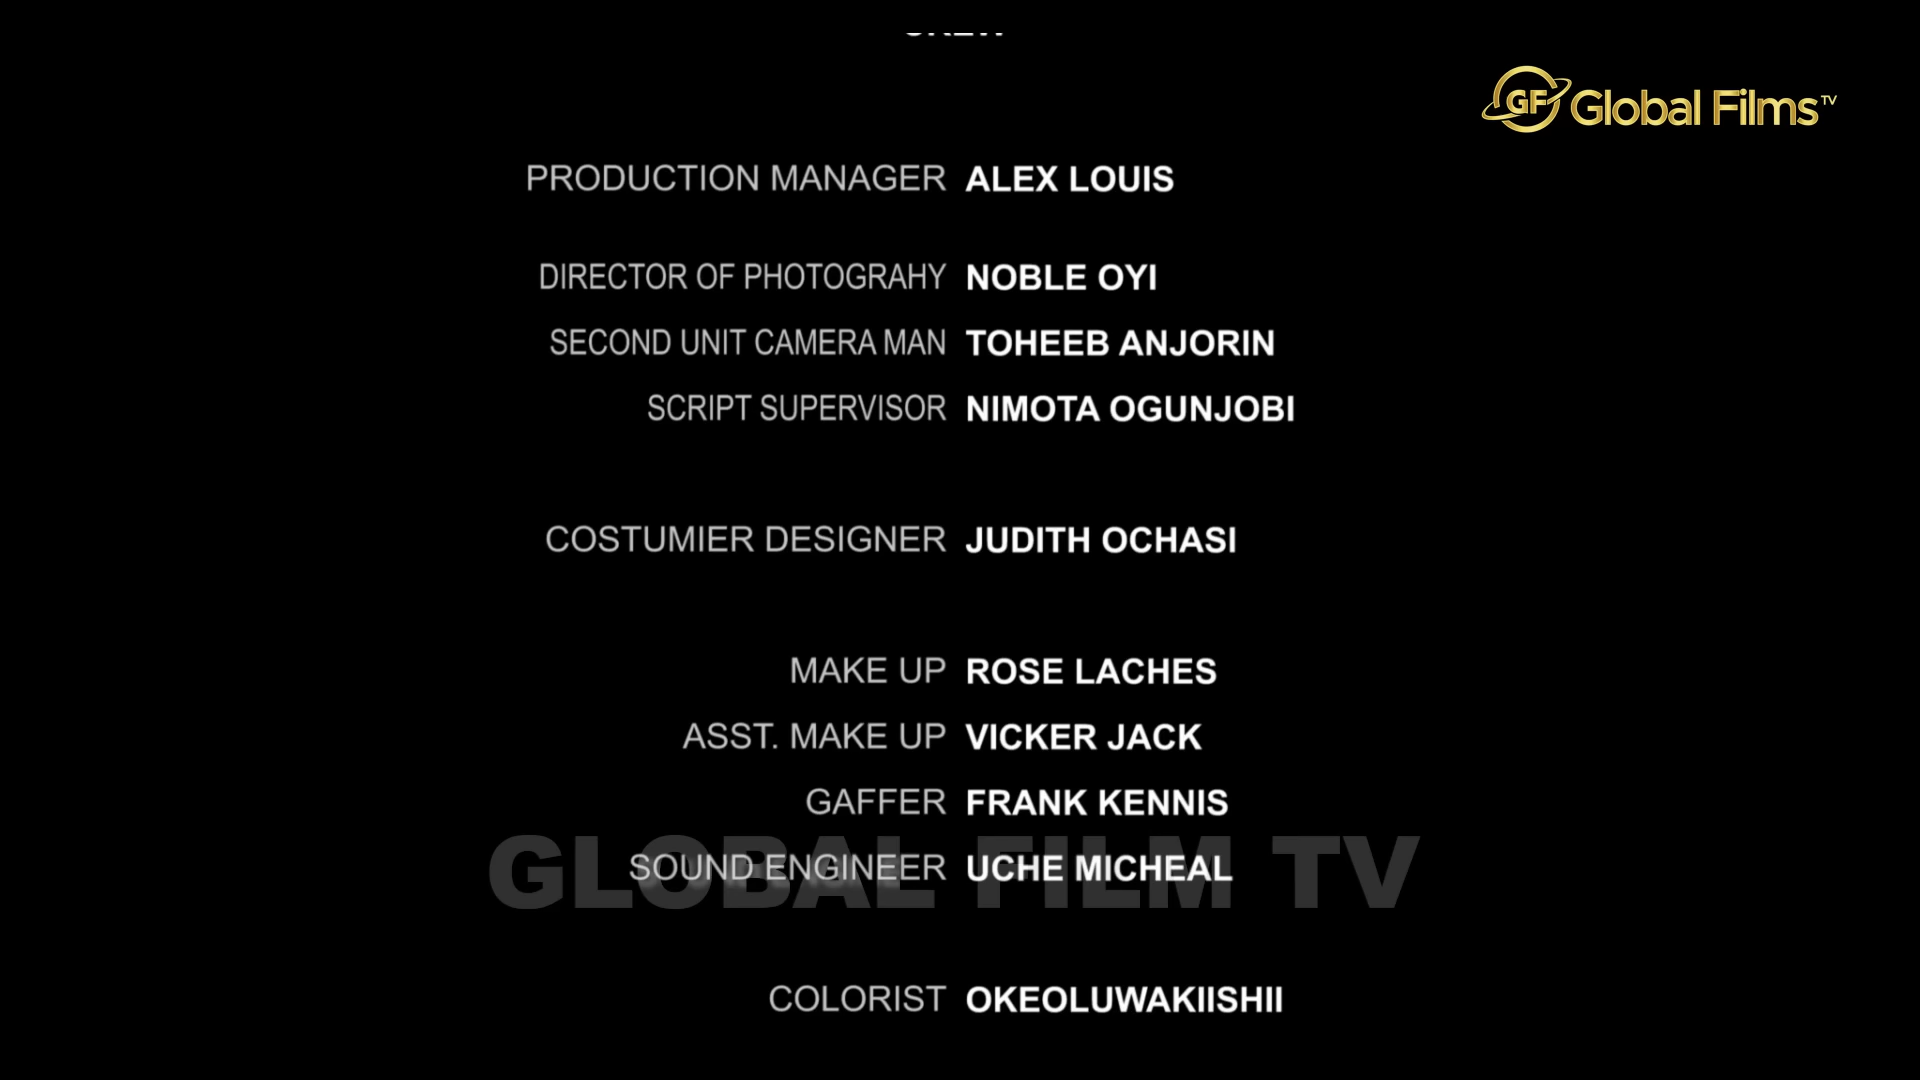 CREW
GF Global Films TV
PRODUCTION MANAGER ALEX LOUIS
DIRECTOR OF PHOTOGRAHY NOBLE OYI
SECOND UNIT CAMERA MAN TOHEEB ANJORIN
SCRIPT SUPERVISOR NIMOTA OGUNJOBI
COSTUMIER DESIGNER JUDITH OCHASI
MAKE UP ROSE LACHES
ASST. MAKE UP VICKER JACK
GAFFER FRANK KENNIS
SOUND ENGINEER UCHE MICHEAL
GLOBAL FILM TV
COLORIST OKEOLUWAKIISHII